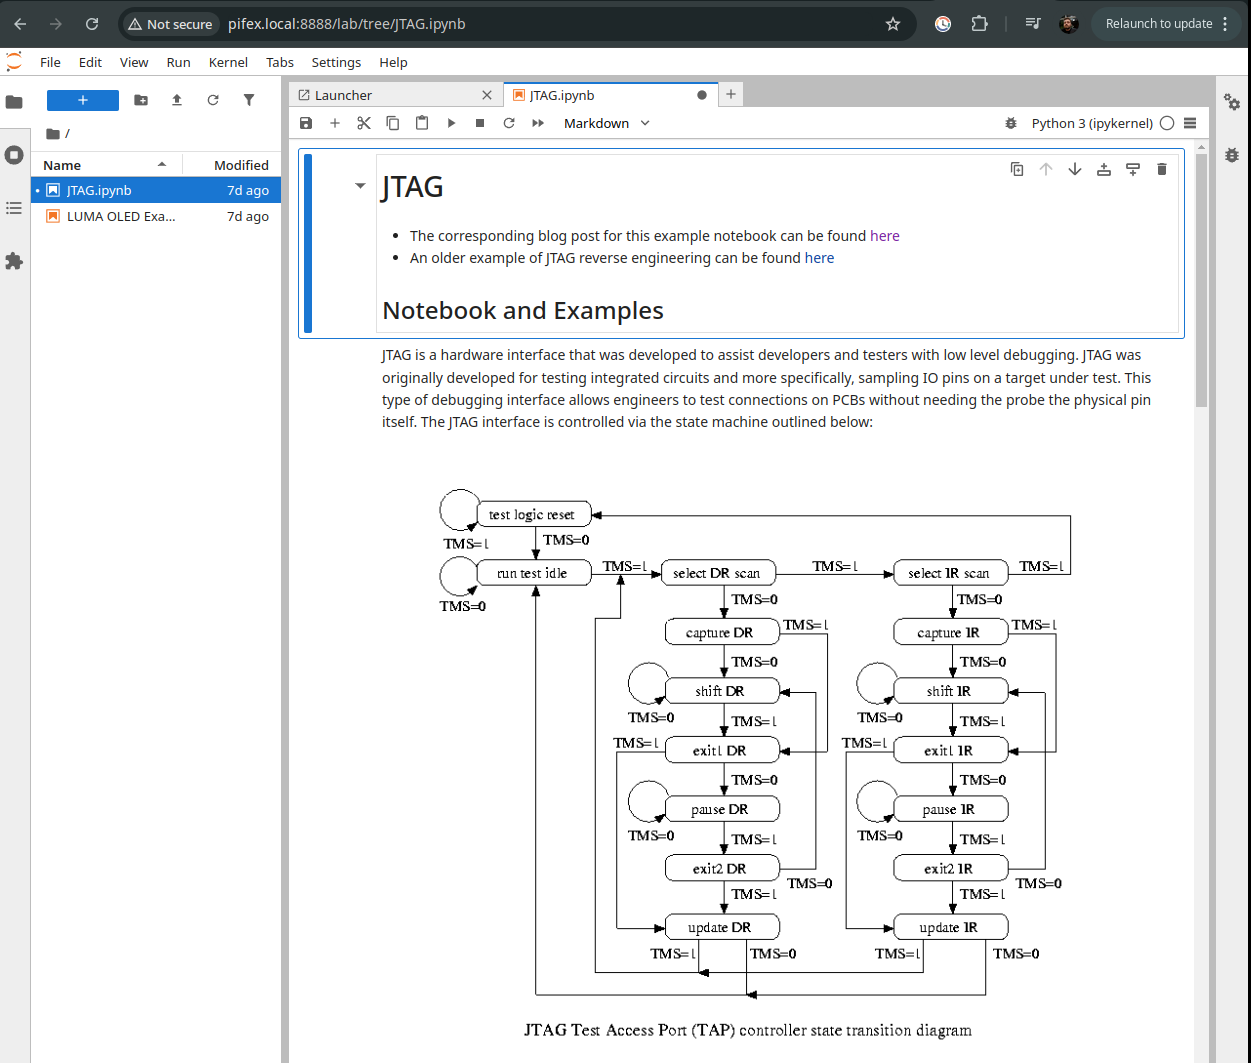 Not secure
pifex.local:8888/lab/tree/JTAG.ipynb
Relaunch to update
File Edit View Run Kernel Tabs Settings Help
+
/
Name Modified
• JTAG.ipynb 7d ago
LUMA OLED Exa... 7d ago
Launcher
JTAG.ipynb
Markdown
Python 3 (ipykernel)
JTAG
• The corresponding blog post for this example notebook can be found here
• An older example of JTAG reverse engineering can be found here
Notebook and Examples
JTAG is a hardware interface that was developed to assist developers and testers with low level debugging. JTAG was
originally developed for testing integrated circuits and more specifically, sampling IO pins on a target under test. This
type of debugging interface allows engineers to test connections on PCBs without needing the probe the physical pin
itself. The JTAG interface is controlled via the state machine outlined below:
test logic reset
TMS=1 TMS=0
run test idle TMS=1 select DR scan TMS=1 select IR scan TMS=1
TMS=0 TMS=0 TMS=0
capture DR TMS=1 capture IR TMS=1
TMS=0 TMS=0
shift DR shift IR
TMS=0 TMS=1 TMS=0 TMS=1
TMS=1 exit1 DR TMS=1 exit1 IR
TMS=0 TMS=0
pause DR pause IR
TMS=0 TMS=1 TMS=0 TMS=1
exit2 DR TMS=0 exit2 IR TMS=0
TMS=1 TMS=1
update DR update IR
TMS=1 TMS=0 TMS=1 TMS=0
JTAG Test Access Port (TAP) controller state transition diagram